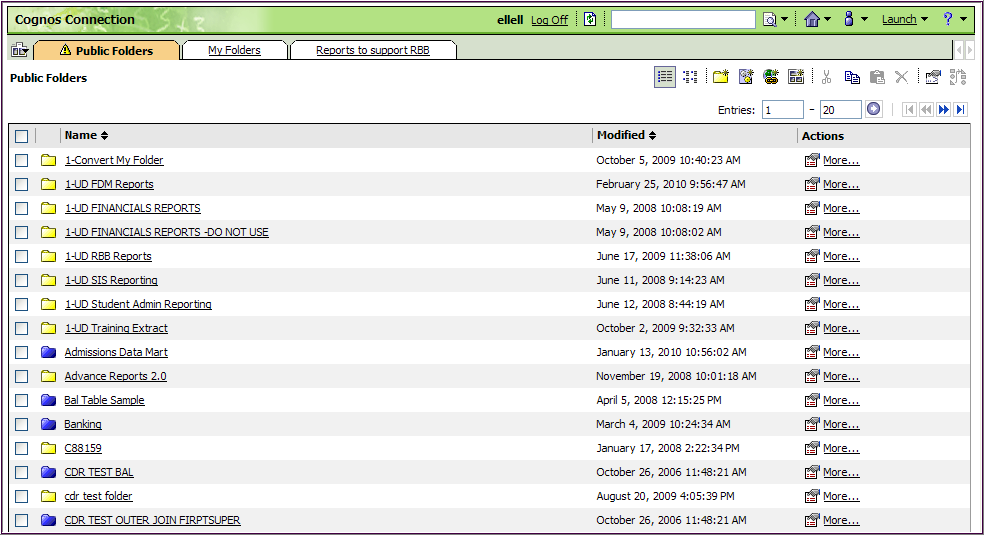 Cognos Connection ellell Log Off Launch ?
Public Folders My Folders Reports to support RBB
Public Folders
Entries: 1 - 20
Name Modified Actions
1-Convert My Folder October 5, 2009 10:40:23 AM More...
1-UD FDM Reports February 25, 2010 9:56:47 AM More...
1-UD FINANCIALS REPORTS May 9, 2008 10:08:19 AM More...
1-UD FINANCIALS REPORTS -DO NOT USE May 9, 2008 10:08:02 AM More...
1-UD RBB Reports June 17, 2009 11:38:06 AM More...
1-UD SIS Reporting June 11, 2008 9:14:23 AM More...
1-UD Student Admin Reporting June 12, 2008 8:44:19 AM More...
1-UD Training Extract October 2, 2009 9:32:33 AM More...
Admissions Data Mart January 13, 2010 10:56:02 AM More...
Advance Reports 2.0 November 19, 2008 10:01:18 AM More...
Bal Table Sample April 5, 2008 12:15:25 PM More...
Banking March 4, 2009 10:24:34 AM More...
C88159 January 17, 2008 2:22:34 PM More...
CDR TEST BAL October 26, 2006 11:48:21 AM More...
cdr test folder August 20, 2009 4:05:39 PM More...
CDR TEST OUTER JOIN FIRPTSUPER October 26, 2006 11:48:21 AM More...